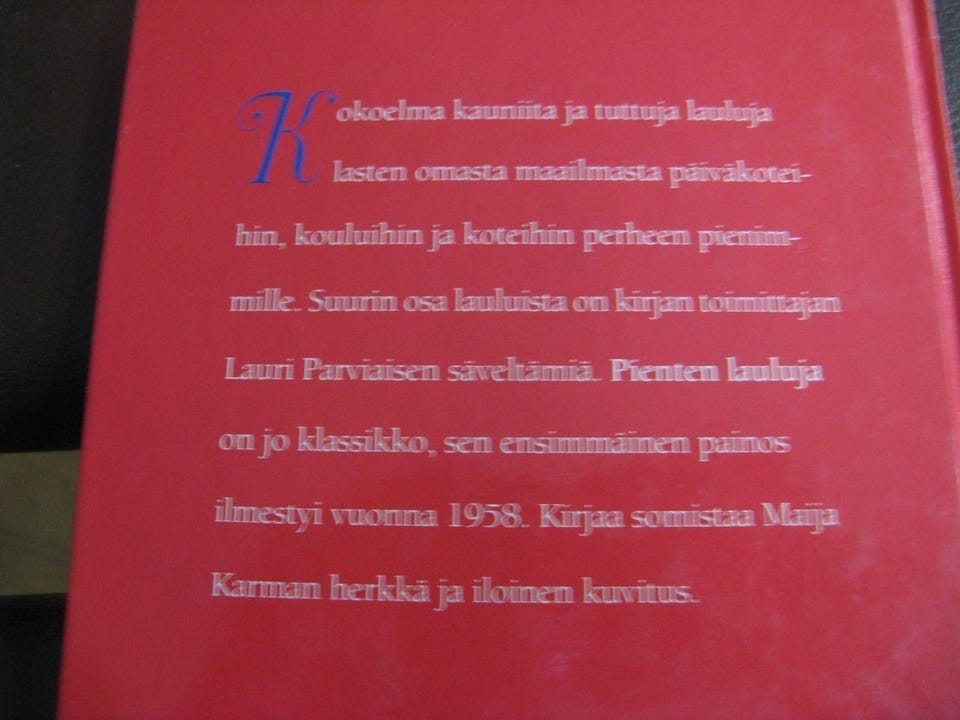 Kokoelma kauniita ja tuttuja lauluja
lasten omasta maailmasta päiväkotei-
hin, kouluihin ja koteihin perheen pienim-
mille. Suurin osa lauluista on kirjan toimittajan
Lauri Parviaisen säveltämiä. Pienten lauluja
on jo klassikko, sen ensimmäinen painos
ilmestyi vuonna 1958. Kirjaa somistaa Maija
Karman herkkä ja iloinen kuvitus.